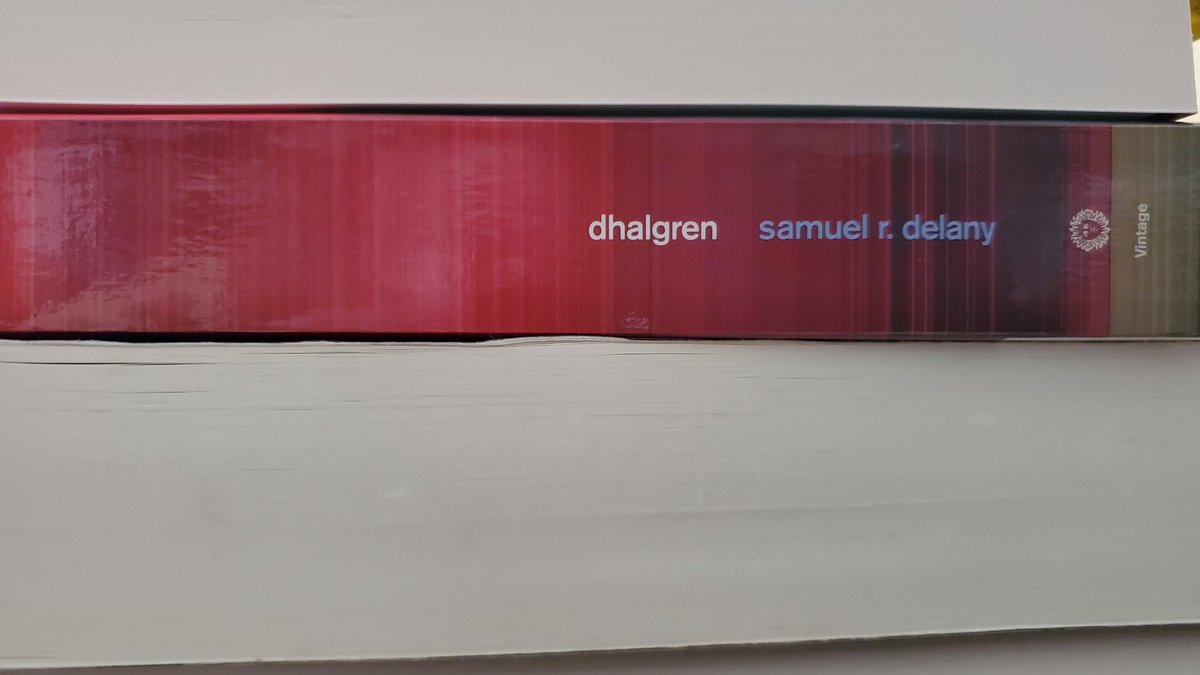 dhalgren samuel r. delany
Vintage